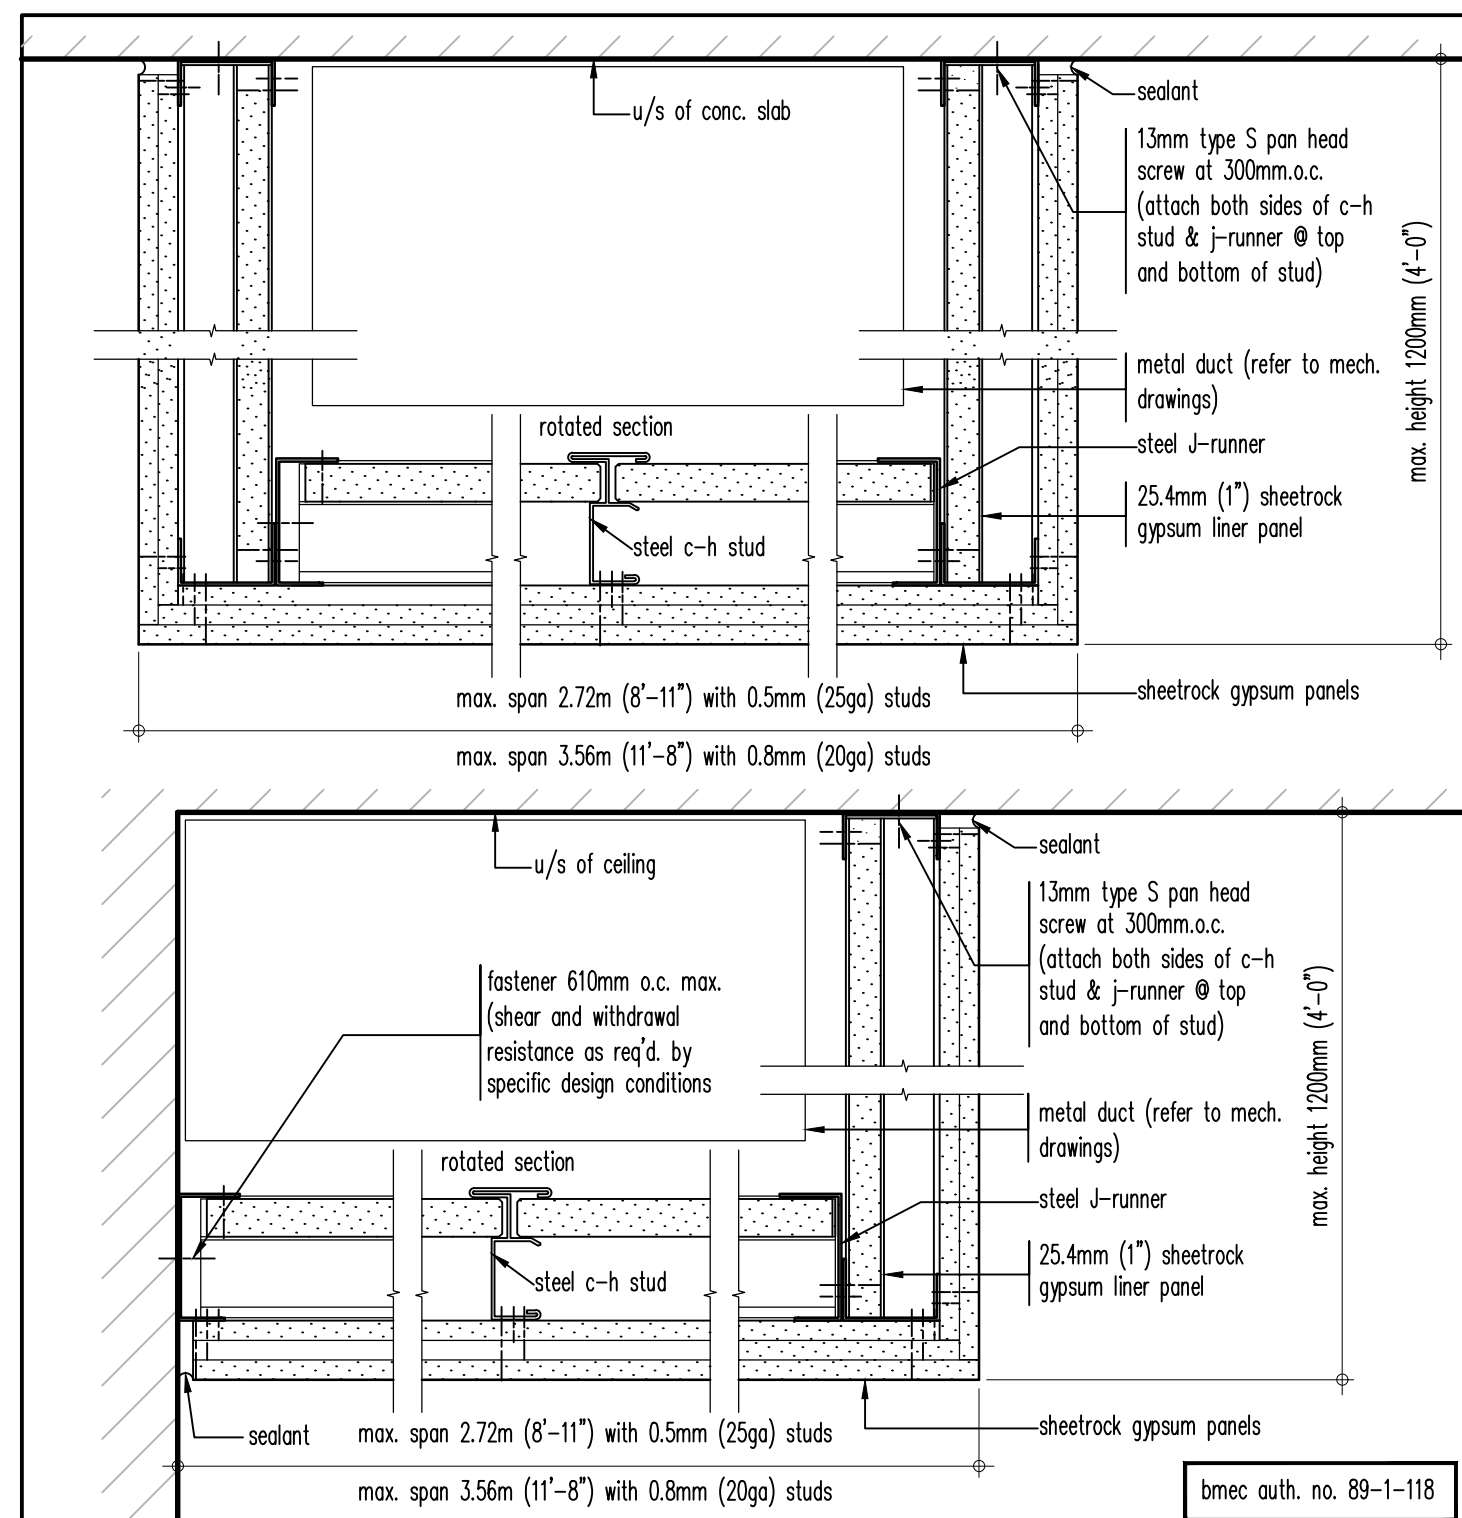 u/s of conc. slab
sealant
13mm type S pan head
screw at 300mm.o.c.
(attach both sides of c-h
stud & j-runner @ top
and bottom of stud)
max. height 1200mm (4'-0")
metal duct (refer to mech.
drawings)
rotated section
steel J-runner
25.4mm (1") sheetrock
gypsum liner panel
steel c-h stud
max. span 2.72m (8'-11") with 0.5mm (25ga) studs
sheetrock gypsum panels
max. span 3.56m (11'-8") with 0.8mm (20ga) studs
u/s of ceiling
sealant
13mm type S pan head
screw at 300mm.o.c.
(attach both sides of c-h
stud & j-runner @ top
and bottom of stud)
max. height 1200mm (4'-0")
fastener 610mm o.c. max.
(shear and withdrawal
resistance as req'd. by
specific design conditions
metal duct (refer to mech.
drawings)
rotated section
steel J-runner
25.4mm (1") sheetrock
gypsum liner panel
steel c-h stud
sealant
max. span 2.72m (8'-11") with 0.5mm (25ga) studs
sheetrock gypsum panels
max. span 3.56m (11'-8") with 0.8mm (20ga) studs
bmec auth. no. 89-1-118